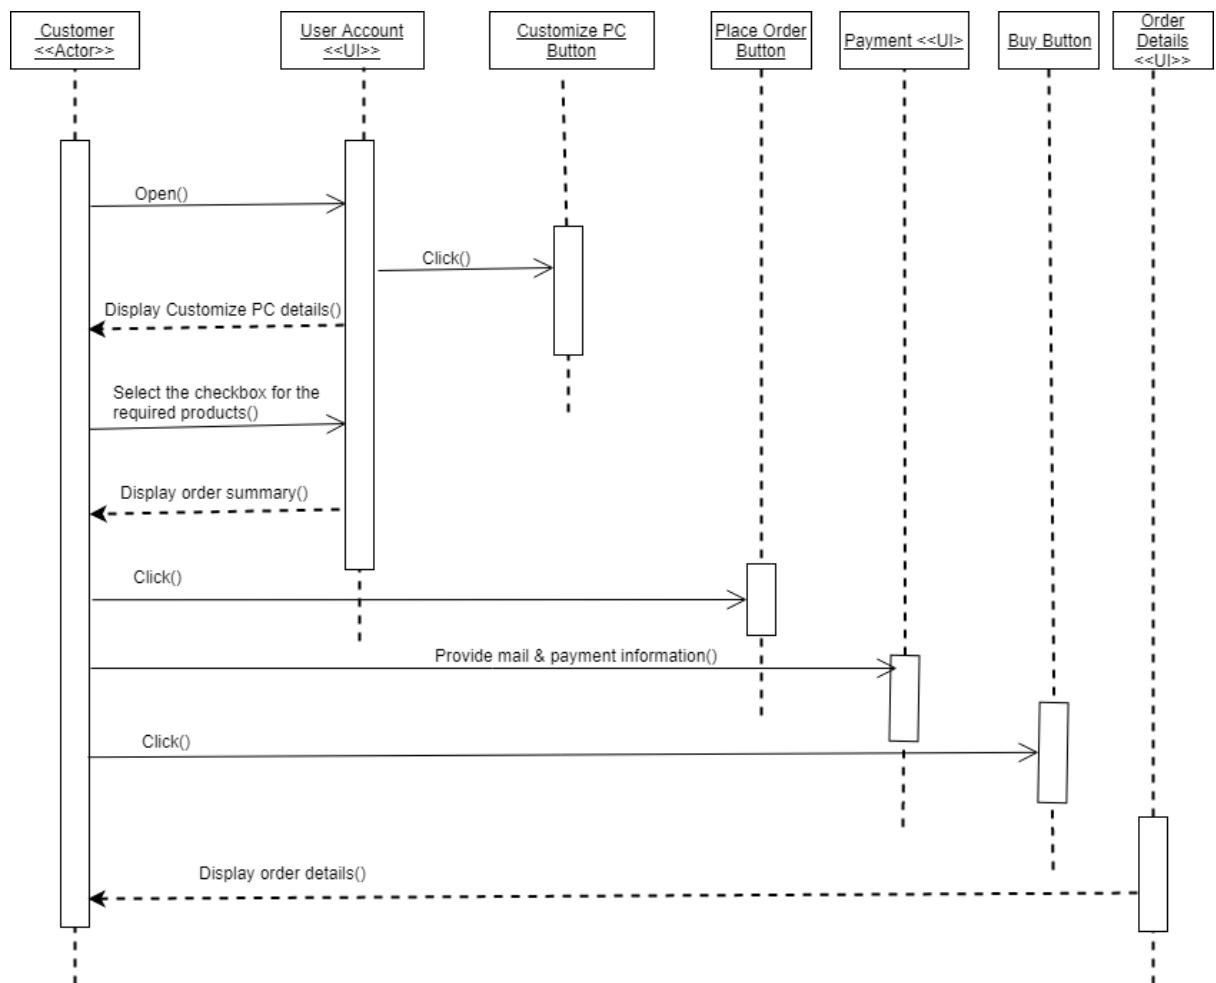 Customer
<<Actor>>
User Account
<<UI>>
Customize PC
Button
Place Order
Button
Payment <<UI>
Buy Button
Order
Details
<<UI>>
Open()
Click()
Display Customize PC details()
Select the checkbox for the
required products()
Display order summary()
Click()
Provide mail & payment information()
Click()
Display order details()